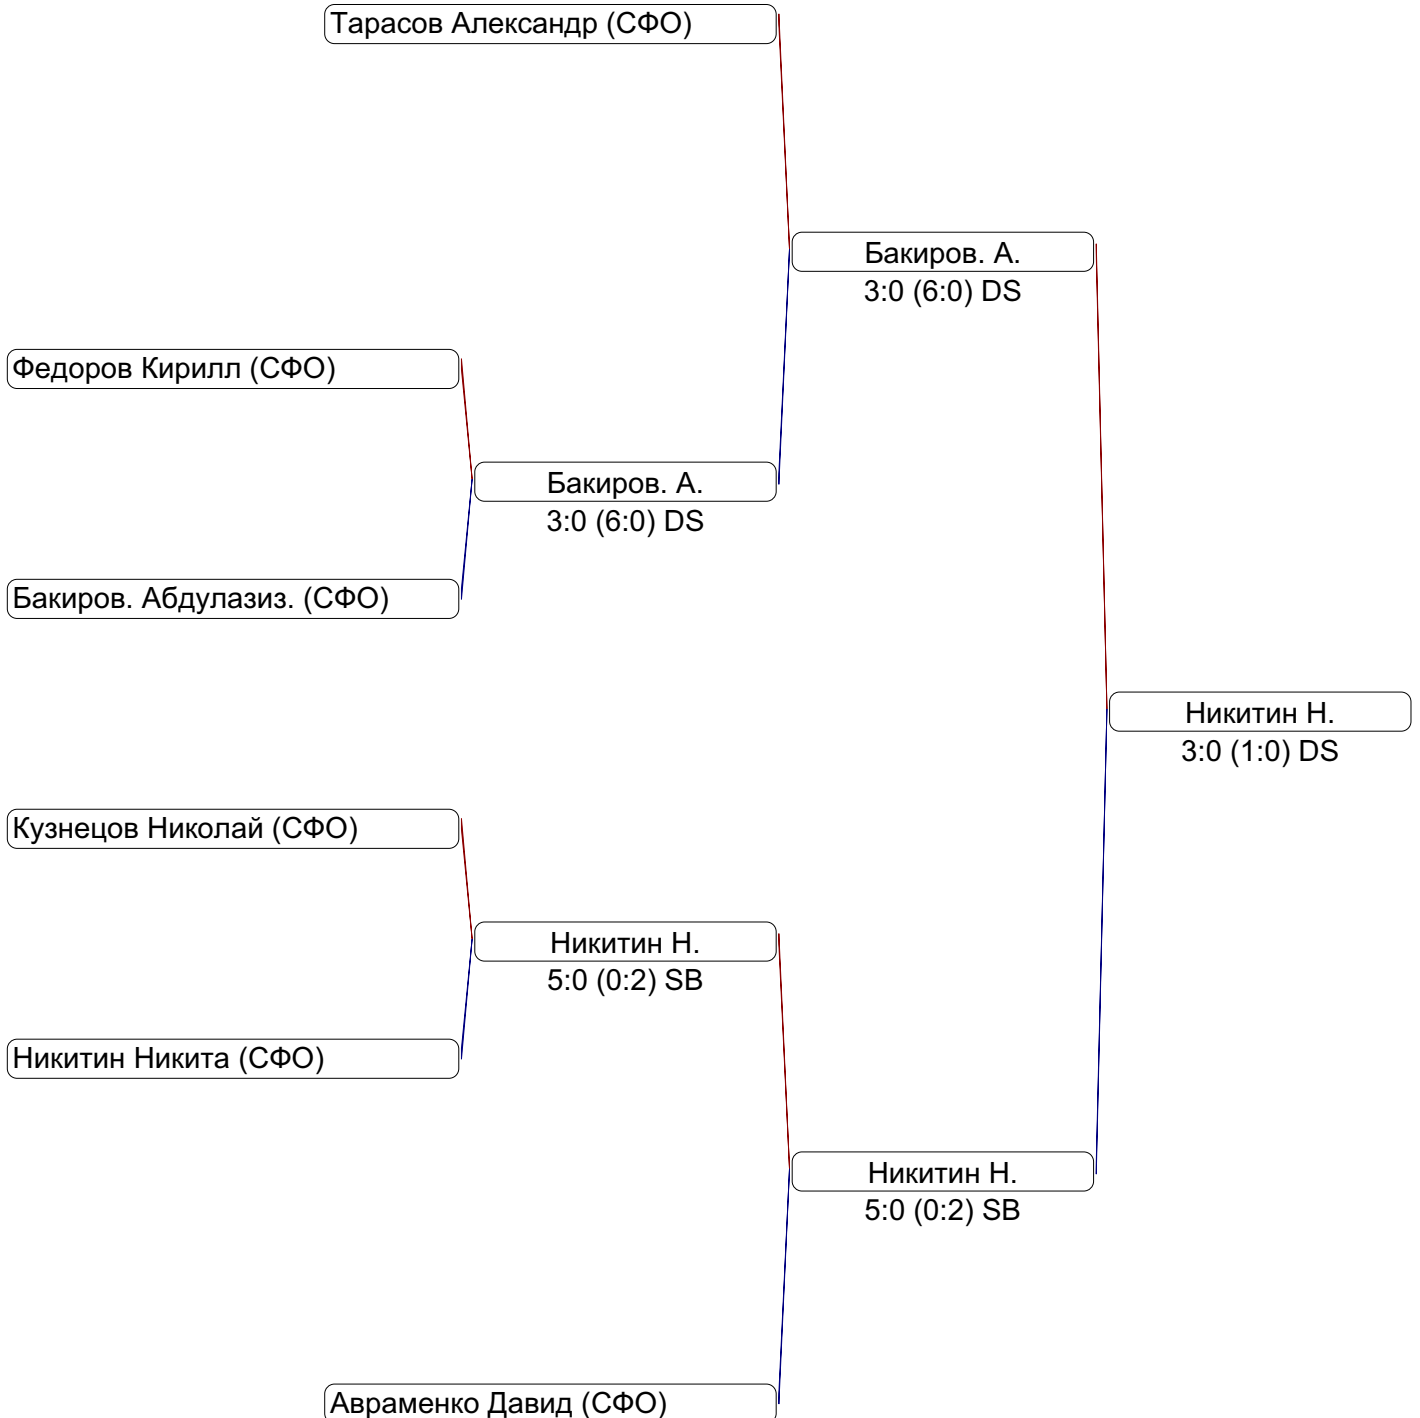 Тарасов Александр (СФО)
Бакиров. А.
3:0 (6:0) DS
Федоров Кирилл (СФО)
Бакиров. А.
3:0 (6:0) DS
Бакиров. Абдулазиз. (СФО)
Никитин Н.
3:0 (1:0) DS
Кузнецов Николай (СФО)
Никитин Н.
5:0 (0:2) SB
Никитин Никита (СФО)
Никитин Н.
5:0 (0:2) SB
Авраменко Давид (СФО)